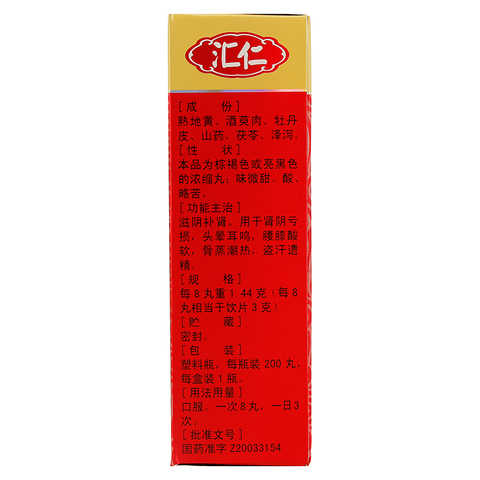 汇仁
[成 份]
熟地黄、酒萸肉、牡丹
皮、山药、茯苓、泽泻。
[性 状]
本品为棕褐色或亮黑色
的浓缩丸；味微甜、酸、
略苦。
[功能主治]
滋阴补肾。用于肾阴亏
损，头晕耳鸣，腰膝酸
软，骨蒸潮热，盗汗遗
精。
[规 格]
每8丸重1.44克(每8
丸相当于饮片3克)
[贮 藏]
密封。
[包 装]
塑料瓶，每瓶装200丸，
每盒装1瓶。
[用法用量]
口服，一次8丸，一日3
次。
[批准文号]
国药准字Z20033154